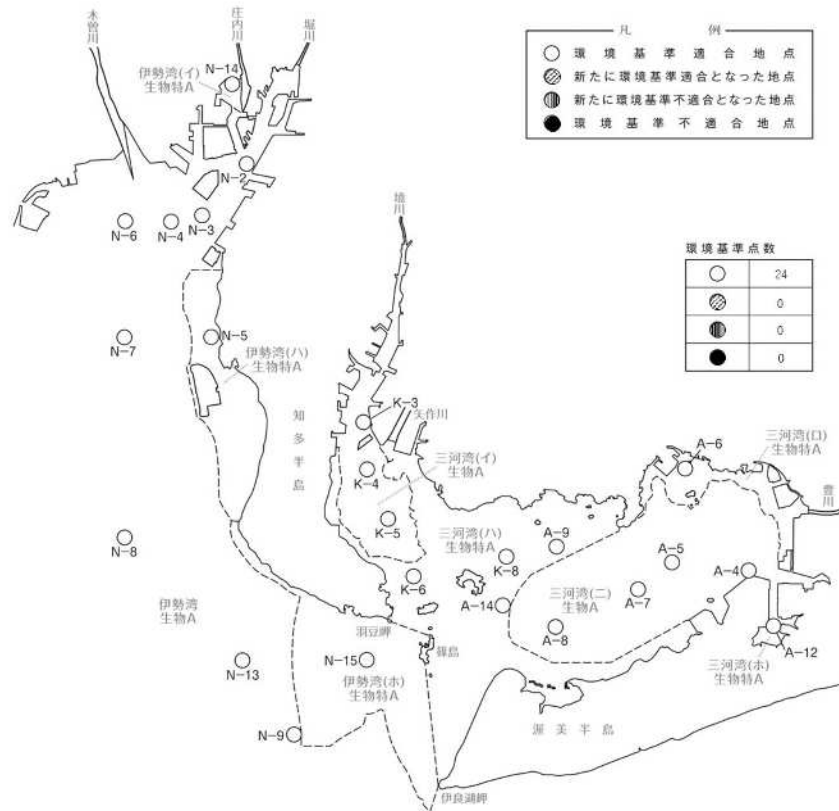 木曽川
庄内川
堀川
伊勢湾(イ)
生物特A
N-14
N-2
N-3
N-4
N-6
凡 例
環境基準適合地点
新たに環境基準適合となった地点
新たに環境基準不適合となった地点
環境基準不適合地点
境川
環境基準点数
24
0
0
0
N-7
N-5
伊勢湾(ハ)
生物特A
知多半島
K-3
矢作川
三河湾(イ)
生物A
K-4
K-5
A-6
三河湾(ロ)
生物特A
豊川
N-8
三河湾(ハ)
生物特A
A-9
K-8
K-6
A-14
三河湾(ニ)
生物A
A-5
A-7
A-4
A-8
A-12
三河湾(ホ)
生物特A
伊勢湾
生物A
羽豆岬
篠島
N-13
N-15
伊勢湾(ホ)
生物特A
N-9
渥美半島
伊良湖岬